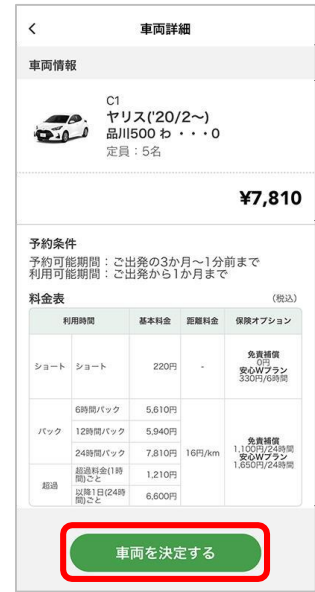 車両詳細
車両情報
C1
ヤリス('20/2〜)
品川500 わ ・・・0
定員：5名
¥7,810
予約条件
予約可能期間：ご出発の3か月〜1分前まで
利用可能期間：ご出発から1か月まで
料金表 (税込)
利用時間 基本料金 距離料金 保険オプション
ショート ショート 220円 - 免責補償
0円
安心Wプラン
330円/6時間
パック 6時間パック 5,610円
12時間パック 5,940円
24時間パック 7,810円 16円/km 免責補償
1,100円/24時間
安心Wプラン
1,650円/24時間
超過 超過料金(1時
間)ごと 1,210円
以降1日(24時
間)ごと 6,600円
車両を決定する